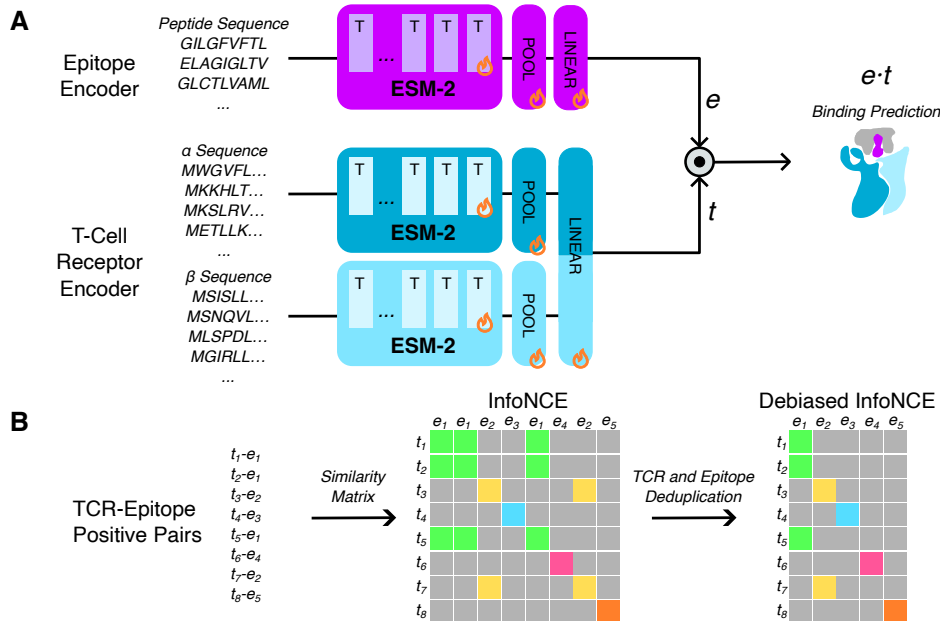 A
Epitope
Encoder
Peptide Sequence
GILGFVFTL
ELAGIGLTV
GLCTLVAML
...
T T T T
...
ESM-2
POOL
LINEAR
e
e·t
Binding Prediction
T-Cell
Receptor
Encoder
α Sequence
MWGVFL...
MKKHLT...
MKSLRV...
METLLK...
...
T T T T
...
ESM-2
POOL
LINEAR
t
β Sequence
MSISLL...
MSNQVL...
MLSPDL...
MGIRLL...
...
T T T T
...
ESM-2
POOL
B
TCR-Epitope
Positive Pairs
t1-e1
t2-e1
t3-e2
t4-e3
t5-e1
t6-e4
t7-e2
t8-e5
Similarity
Matrix
InfoNCE
e1 e1 e2 e3 e1 e4 e2 e5
t1
t2
t3
t4
t5
t6
t7
t8
TCR and Epitope
Deduplication
Debiased InfoNCE
e1 e2 e3 e4 e5
t1
t2
t3
t4
t5
t6
t7
t8